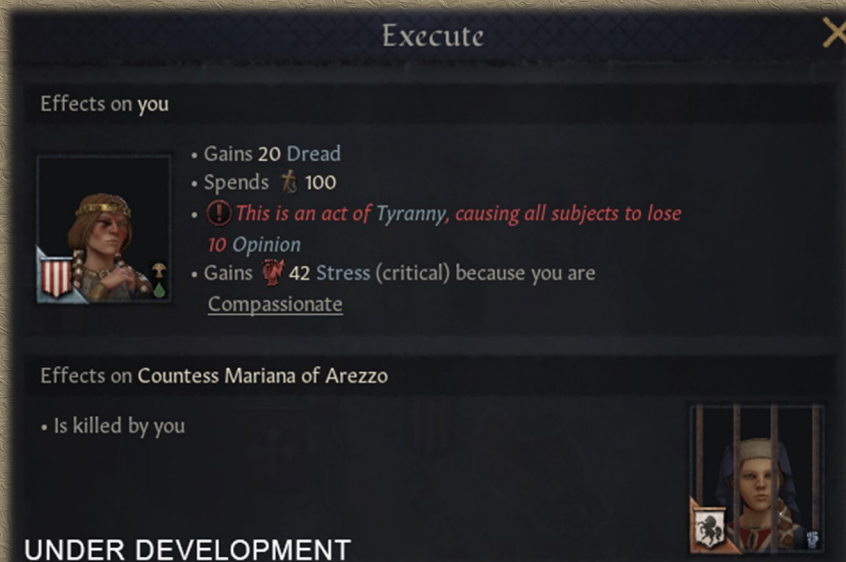 Execute
Effects on you
• Gains 20 Dread
• Spends 100
• This is an act of Tyranny, causing all subjects to lose
10 Opinion
• Gains 42 Stress (critical) because you are
Compassionate
Effects on Countess Mariana of Arezzo
• Is killed by you
UNDER DEVELOPMENT